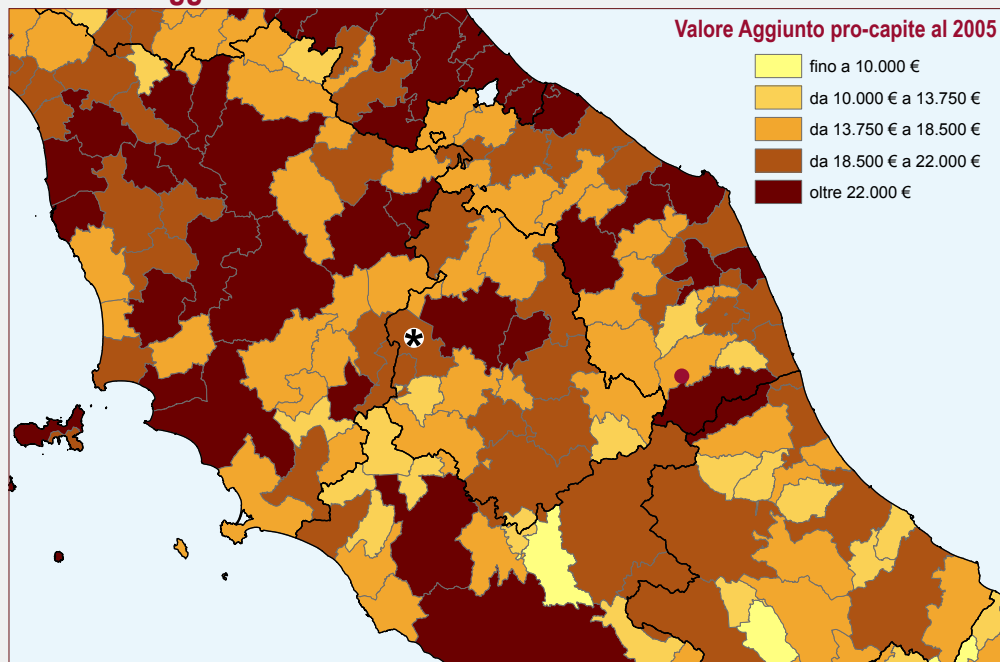 Valore Aggiunto pro-capite al 2005
fino a 10.000 €
da 10.000 € a 13.750 €
da 13.750 € a 18.500 €
da 18.500 € a 22.000 €
oltre 22.000 €